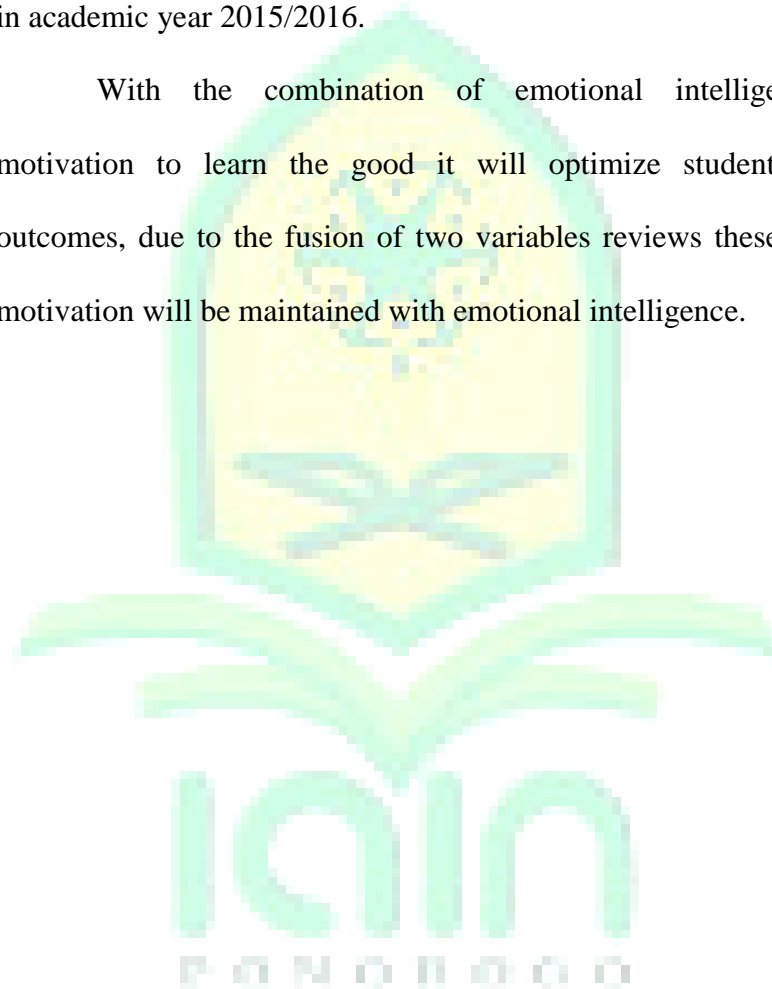 in academic year 2015/2016.
With the combination of emotional intellige
motivation to learn the good it will optimize student
outcomes, due to the fusion of two variables reviews these
motivation will be maintained with emotional intelligence.
iain
PONOROGO